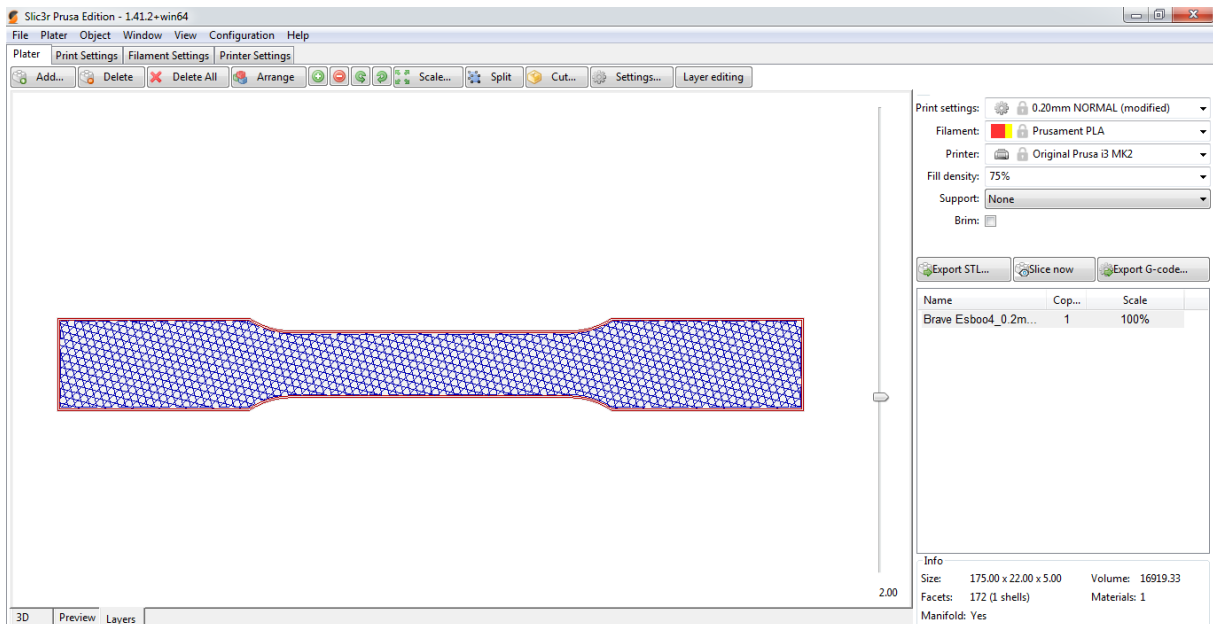 Slic3r Prusa Edition - 1.41.2+win64
File Plater Object Window View Configuration Help
Plater Print Settings Filament Settings Printer Settings
Add... Delete Delete All Arrange Scale... Split Cut... Settings... Layer editing
Print settings: 0.20mm NORMAL (modified)
Filament: Prusament PLA
Printer: Original Prusa i3 MK2
Fill density: 75%
Support: None
Brim:
Export STL... Slice now Export G-code...
Name Cop... Scale
Brave Esboo4_0.2m... 1 100%
Info
Size: 175.00 x 22.00 x 5.00 Volume: 16919.33
Facets: 172 (1 shells) Materials: 1
Manifold: Yes
2.00
3D Preview Layers